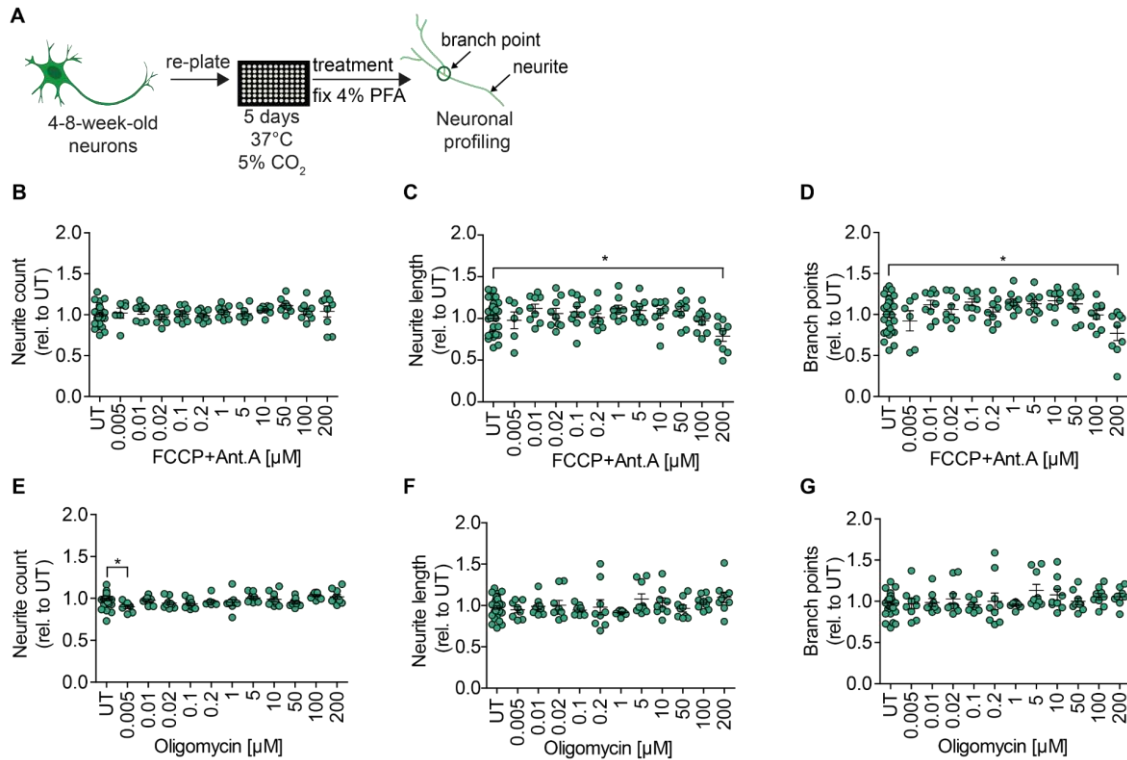 A
4-8-week-old
neurons
re-plate
5 days
37°C
5% CO₂
treatment
fix 4% PFA
branch point
neurite
Neuronal
profiling
B
Neurite count
(rel. to UT)
2.0
1.5
1.0
0.5
0.0
UT
0.005
0.01
0.02
0.1
0.2
1
5
10
50
100
200
FCCP+Ant.A [µM]
C
Neurite length
(rel. to UT)
2.0
1.5
1.0
0.5
0.0
*
UT
0.005
0.01
0.02
0.1
0.2
1
5
10
50
100
200
FCCP+Ant.A [µM]
D
Branch points
(rel. to UT)
2.0
1.5
1.0
0.5
0.0
*
UT
0.005
0.01
0.02
0.1
0.2
1
5
10
50
100
200
FCCP+Ant.A [µM]
E
Neurite count
(rel. to UT)
2.0
1.5
1.0
0.5
0.0
*
UT
0.005
0.01
0.02
0.1
0.2
1
5
10
50
100
200
Oligomycin [µM]
F
Neurite length
(rel. to UT)
2.0
1.5
1.0
0.5
0.0
UT
0.005
0.01
0.02
0.1
0.2
1
5
10
50
100
200
Oligomycin [µM]
G
Branch points
(rel. to UT)
2.0
1.5
1.0
0.5
0.0
UT
0.005
0.01
0.02
0.1
0.2
1
5
10
50
100
200
Oligomycin [µM]